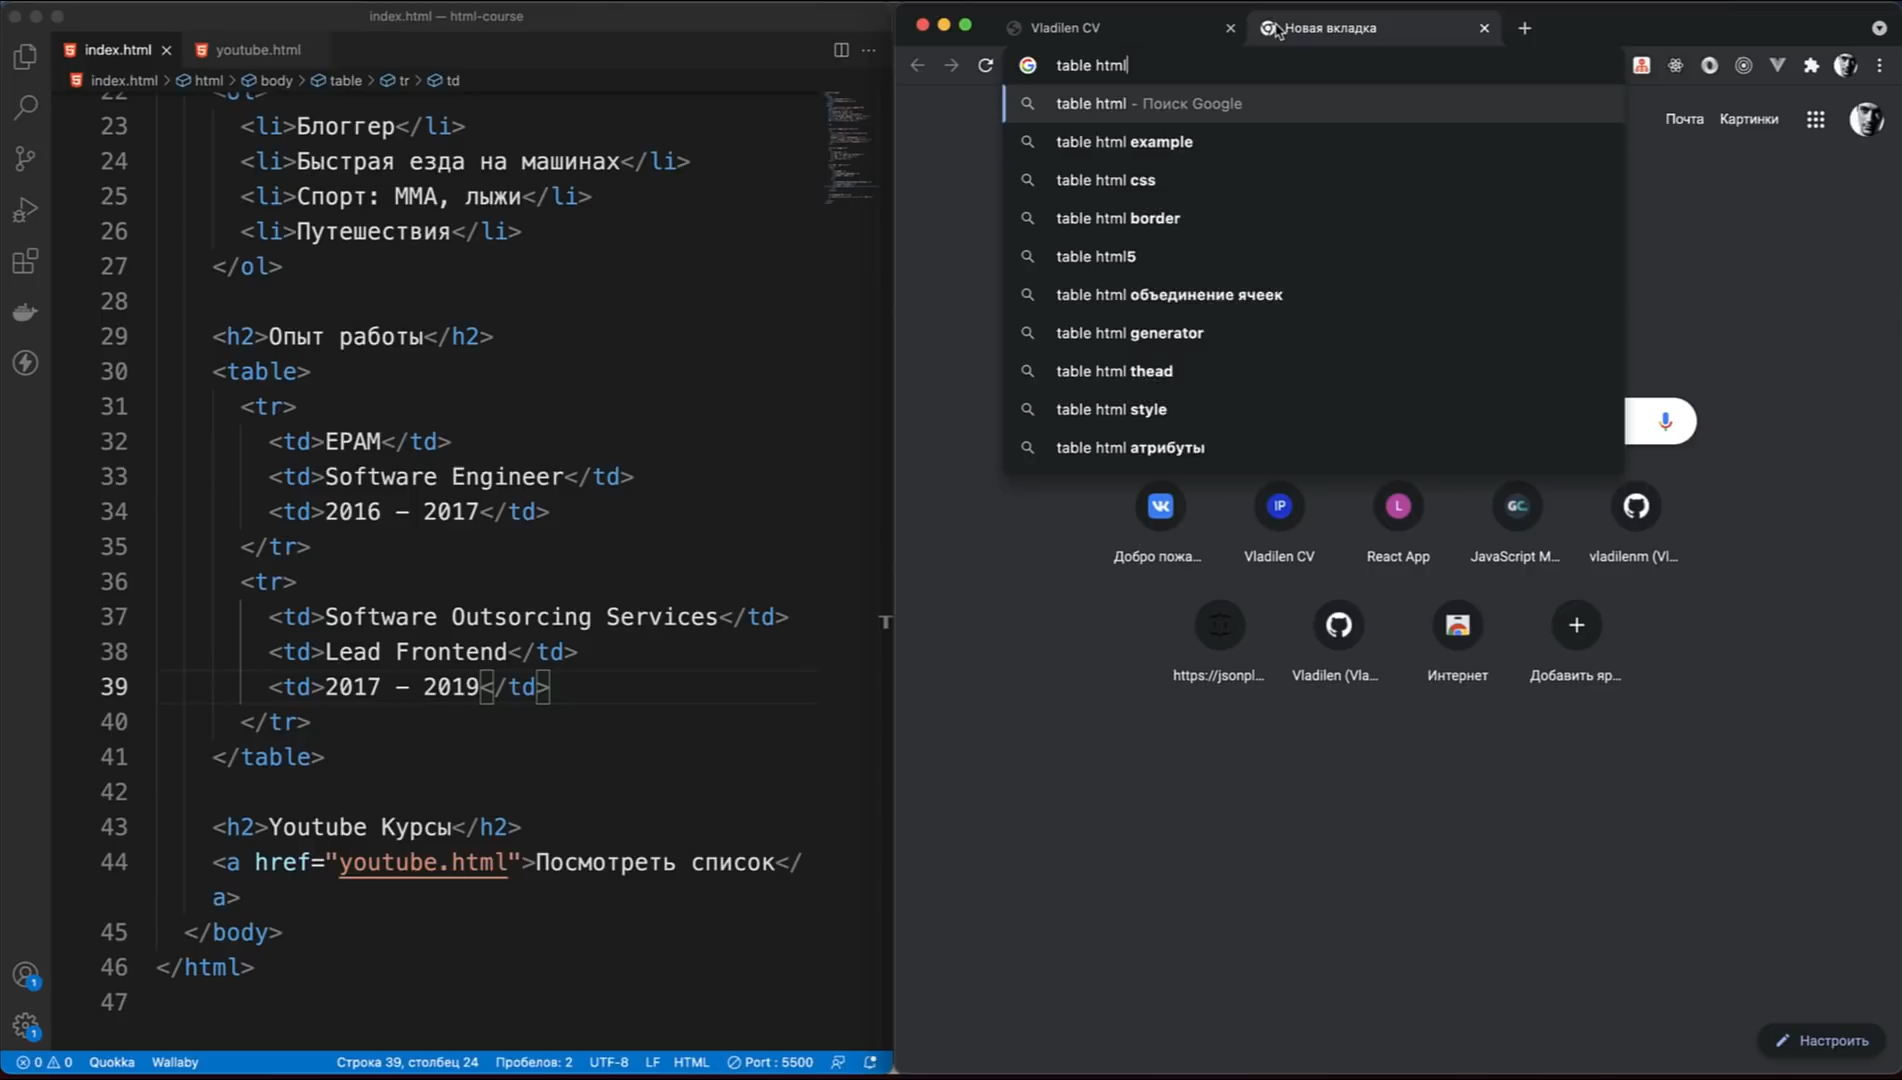 index.html — html-course
index.html
youtube.html
index.html > html > body > table > tr > td
23 <li>Блоггер</li>
24 <li>Быстрая езда на машинах</li>
25 <li>Спорт: ММА, лыжи</li>
26 <li>Путешествия</li>
27 </ol>
28
29 <h2>Опыт работы</h2>
30 <table>
31 <tr>
32 <td>EPAM</td>
33 <td>Software Engineer</td>
34 <td>2016 – 2017</td>
35 </tr>
36 <tr>
37 <td>Software Outsorcing Services</td>
38 <td>Lead Frontend</td>
39 <td>2017 – 2019</td>
40 </tr>
41 </table>
42
43 <h2>Youtube Курсы</h2>
44 <a href="youtube.html">Посмотреть список</
a>
45 </body>
46 </html>
47
0 0 Quokka Wallaby Строка 39, столбец 24 Пробелов: 2 UTF-8 LF HTML Port : 5500
1
1
Vladilen CV
Новая вкладка
table html
table html - Поиск Google
table html example
table html css
table html border
table html5
table html объединение ячеек
table html generator
table html thead
table html style
table html атрибуты
Почта Картинки
IP
L
GC.
Добро пожа...
Vladilen CV
React App
JavaScript M...
vladilenm (Vl...
https://jsonpl...
Vladilen (Vla...
Интернет
Добавить яр...
Настроить